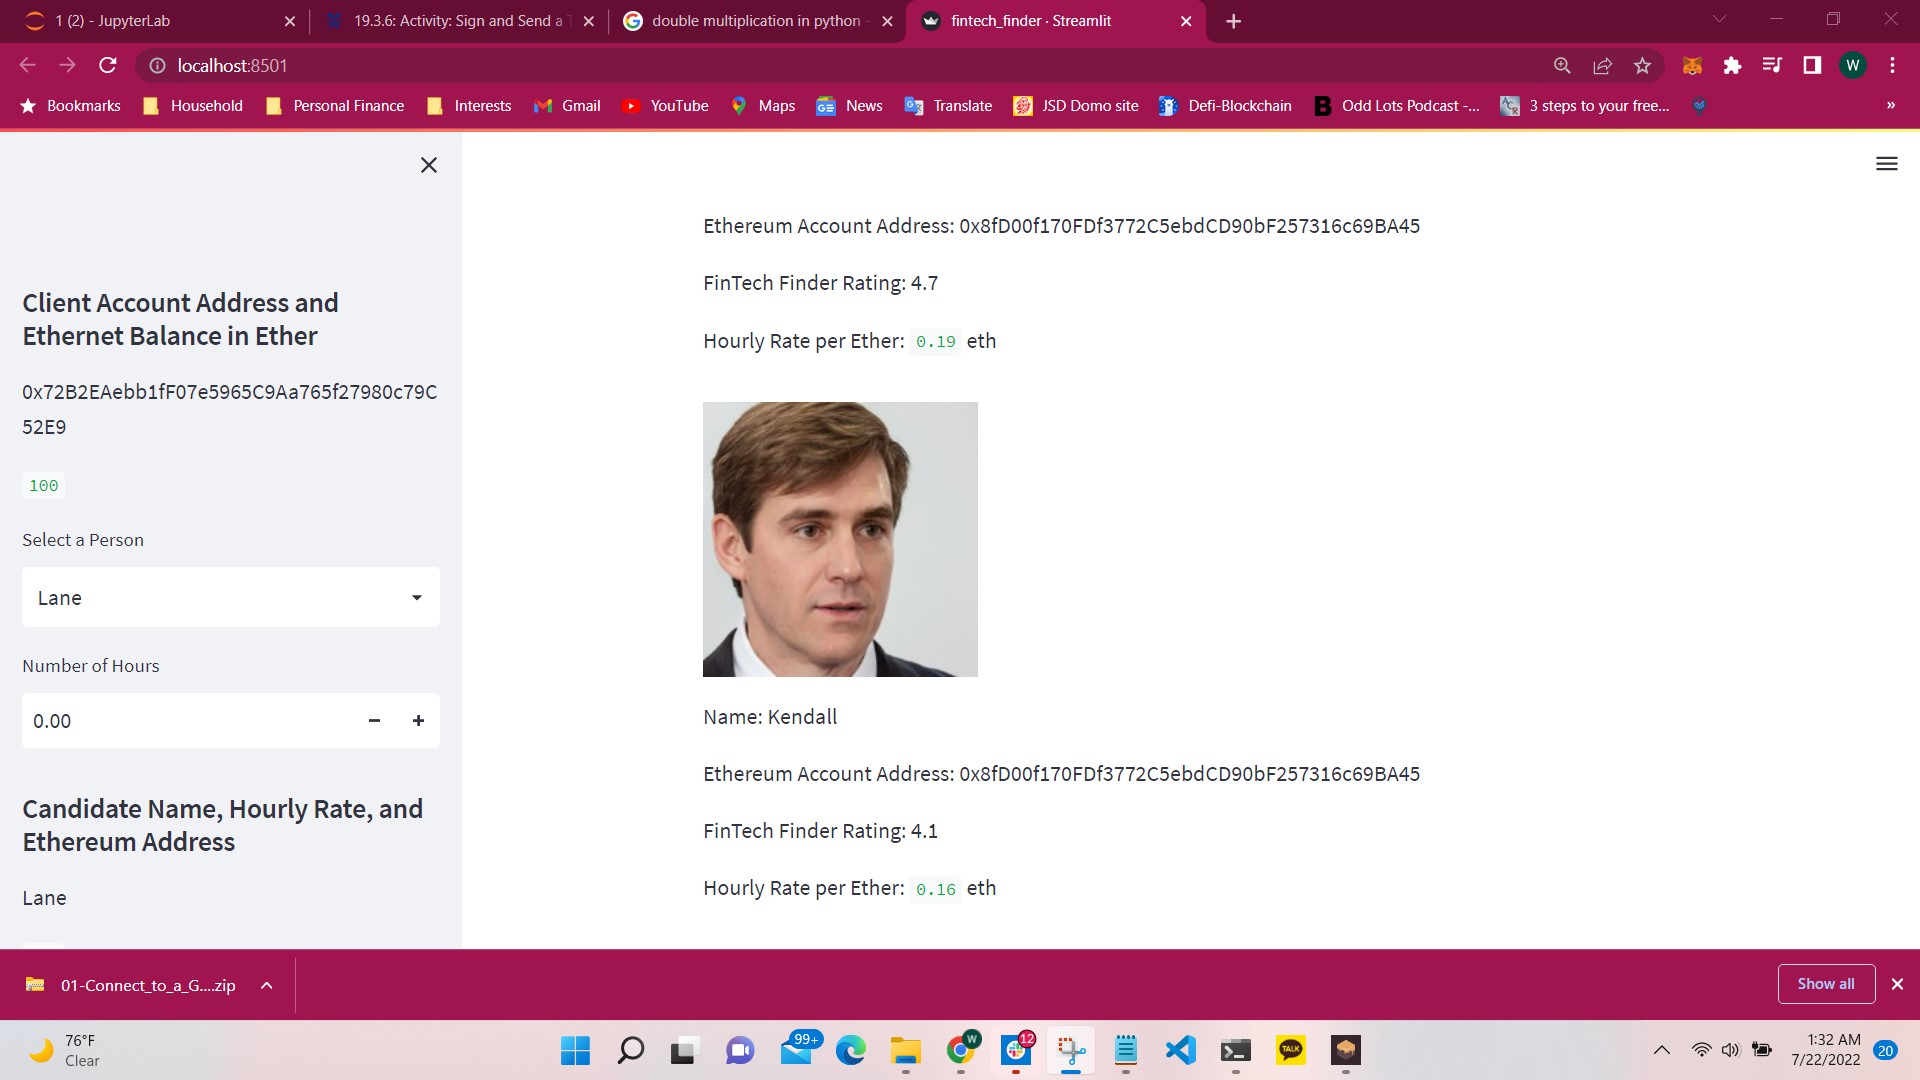 1 (2) - JupyterLab
19.3.6: Activity: Sign and Send a T
double multiplication in python -
fintech_finder · Streamlit
localhost:8501
W
Bookmarks Household Personal Finance Interests Gmail YouTube Maps News Translate JSD Domo site Defi-Blockchain Odd Lots Podcast -... 3 steps to your free... »
Client Account Address and
Ethernet Balance in Ether
0x72B2EAebb1fF07e5965C9Aa765f27980c79C
52E9
100
Select a Person
Lane
Number of Hours
0.00
Candidate Name, Hourly Rate, and
Ethereum Address
Lane
Ethereum Account Address: 0x8fD00f170FDf3772C5ebdCD90bF257316c69BA45
FinTech Finder Rating: 4.7
Hourly Rate per Ether: 0.19 eth
Name: Kendall
Ethereum Account Address: 0x8fD00f170FDf3772C5ebdCD90bF257316c69BA45
FinTech Finder Rating: 4.1
Hourly Rate per Ether: 0.16 eth
01-Connect_to_a_G....zip
Show all
76°F
Clear
99+
W
12
TALK
1:32 AM
7/22/2022
20